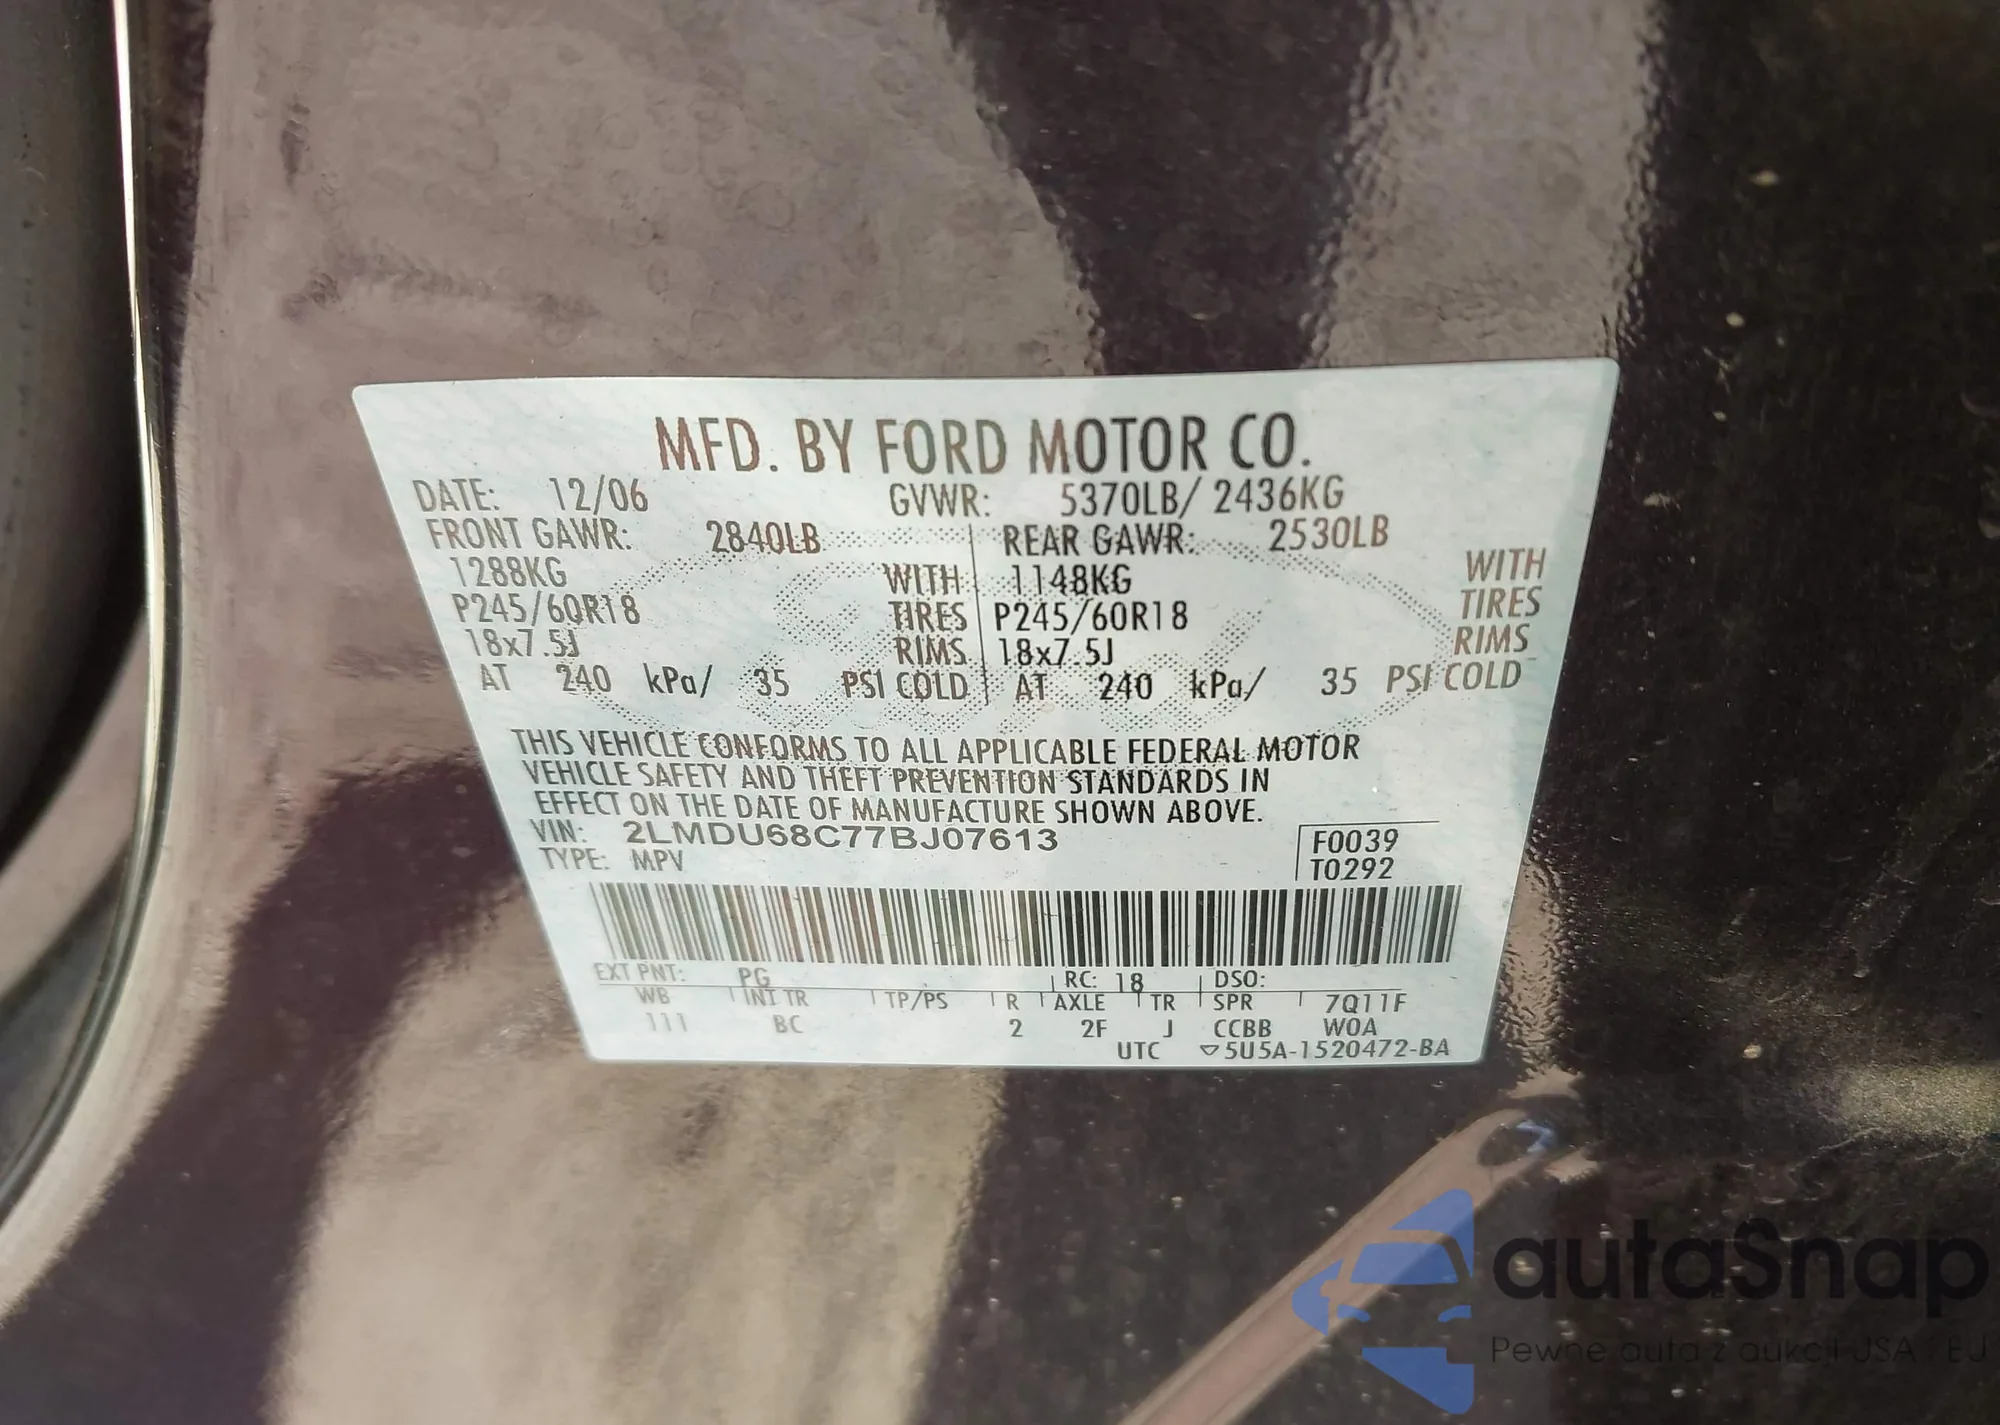 MFD. BY FORD MOTOR CO.
DATE: 12/06 GVWR: 5370LB/ 2436KG
FRONT GAWR: 2840LB REAR GAWR: 2530LB
1288KG WITH 1148KG WITH
P245/60R18 TIRES P245/60R18 TIRES
18x7.5J RIMS 18x7.5J RIMS
AT 240 kPa/ 35 PSI COLD AT 240 kPa/ 35 PSI COLD
THIS VEHICLE CONFORMS TO ALL APPLICABLE FEDERAL MOTOR
VEHICLE SAFETY AND THEFT PREVENTION STANDARDS IN
EFFECT ON THE DATE OF MANUFACTURE SHOWN ABOVE.
VIN: 2LMDU68C77BJ07613 F0039
TYPE: MPV T0292
EXT PNT: PG RC: 18 DSO:
WB INT TR TP/PS R AXLE TR SPR 7Q11F
111 BC 2 2F J CCBB WOA
UTC ▽5U5A-1520472-BA
autaSnap
Pewne auta z aukcji USA i EU